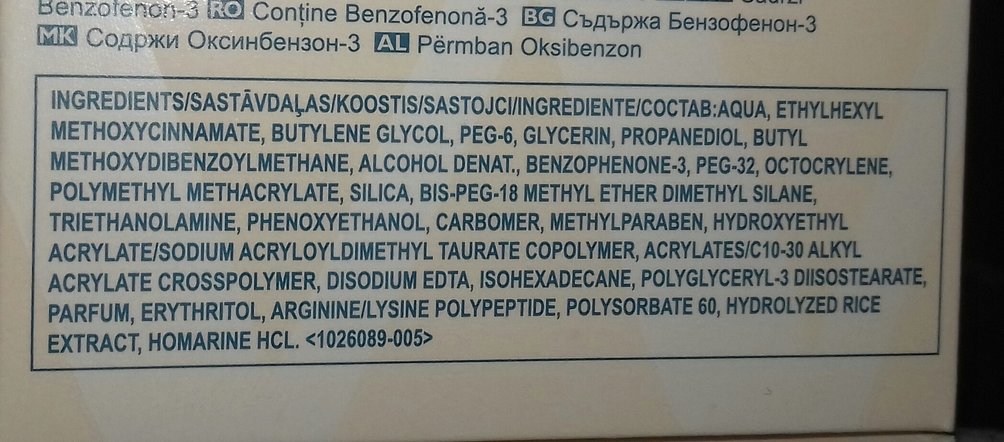 Benzofenon-3 RO Conține Benzofenonă-3 BG Съдържа Бензофенон-3
MK Содржи Оксинбензон-3 AL Përmban Oksibenzon
INGREDIENTS/SASTĀVDAĻAS/KOOSTIS/SASTOJCI/INGREDIENTE/СОСТАВ:AQUA, ETHYLHEXYL
METHOXYCINNAMATE, BUTYLENE GLYCOL, PEG-6, GLYCERIN, PROPANEDIOL, BUTYL
METHOXYDIBENZOYLMETHANE, ALCOHOL DENAT., BENZOPHENONE-3, PEG-32, OCTOCRYLENE,
POLYMETHYL METHACRYLATE, SILICA, BIS-PEG-18 METHYL ETHER DIMETHYL SILANE,
TRIETHANOLAMINE, PHENOXYETHANOL, CARBOMER, METHYLPARABEN, HYDROXYETHYL
ACRYLATE/SODIUM ACRYLOYLDIMETHYL TAURATE COPOLYMER, ACRYLATES/C10-30 ALKYL
ACRYLATE CROSSPOLYMER, DISODIUM EDTA, ISOHEXADECANE, POLYGLYCERYL-3 DIISOSTEARATE,
PARFUM, ERYTHRITOL, ARGININE/LYSINE POLYPEPTIDE, POLYSORBATE 60, HYDROLYZED RICE
EXTRACT, HOMARINE HCL. <1026089-005>